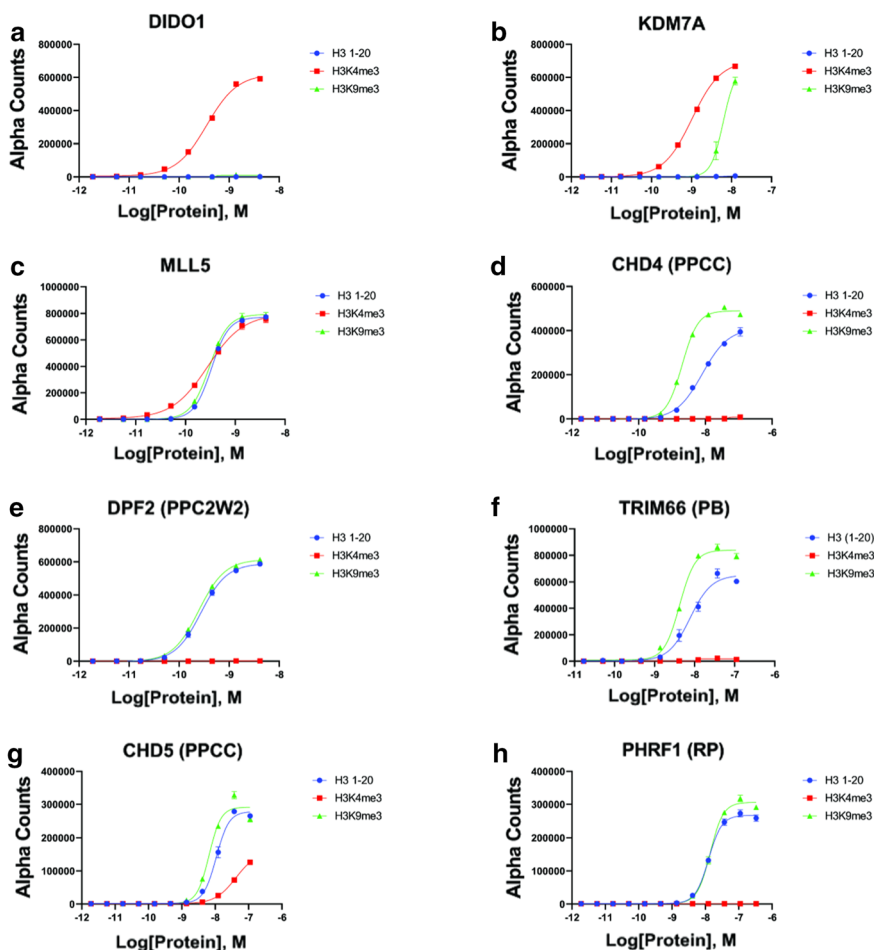 a
DIDO1
800000
600000
400000
200000
0
-12 -11 -10 -9 -8
Alpha Counts
Log[Protein], M
H3 1-20
H3K4me3
H3K9me3
b
KDM7A
800000
600000
400000
200000
0
-12 -11 -10 -9 -8 -7
Alpha Counts
Log[Protein], M
H3 1-20
H3K4me3
H3K9me3
c
MLL5
1000000
800000
600000
400000
200000
0
-12 -11 -10 -9 -8
Alpha Counts
Log[Protein], M
H3 1-20
H3K4me3
H3K9me3
d
CHD4 (PPCC)
600000
400000
200000
0
-12 -10 -8 -6
Alpha Counts
Log[Protein], M
H3 1-20
H3K4me3
H3K9me3
e
DPF2 (PPC2W2)
800000
600000
400000
200000
0
-12 -11 -10 -9 -8
Alpha Counts
Log[Protein], M
H3 1-20
H3K4me3
H3K9me3
f
TRIM66 (PB)
1000000
800000
600000
400000
200000
0
-11 -10 -9 -8 -7 -6
Alpha Counts
Log[Protein], M
H3 (1-20)
H3K4me3
H3K9me3
g
CHD5 (PPCC)
400000
300000
200000
100000
0
-12 -11 -10 -9 -8 -7 -6
Alpha Counts
Log[Protein], M
H3 1-20
H3K4me3
H3K9me3
h
PHRF1 (RP)
400000
300000
200000
100000
0
-12 -10 -8 -6
Alpha Counts
Log[Protein], M
H3 1-20
H3K4me3
H3K9me3